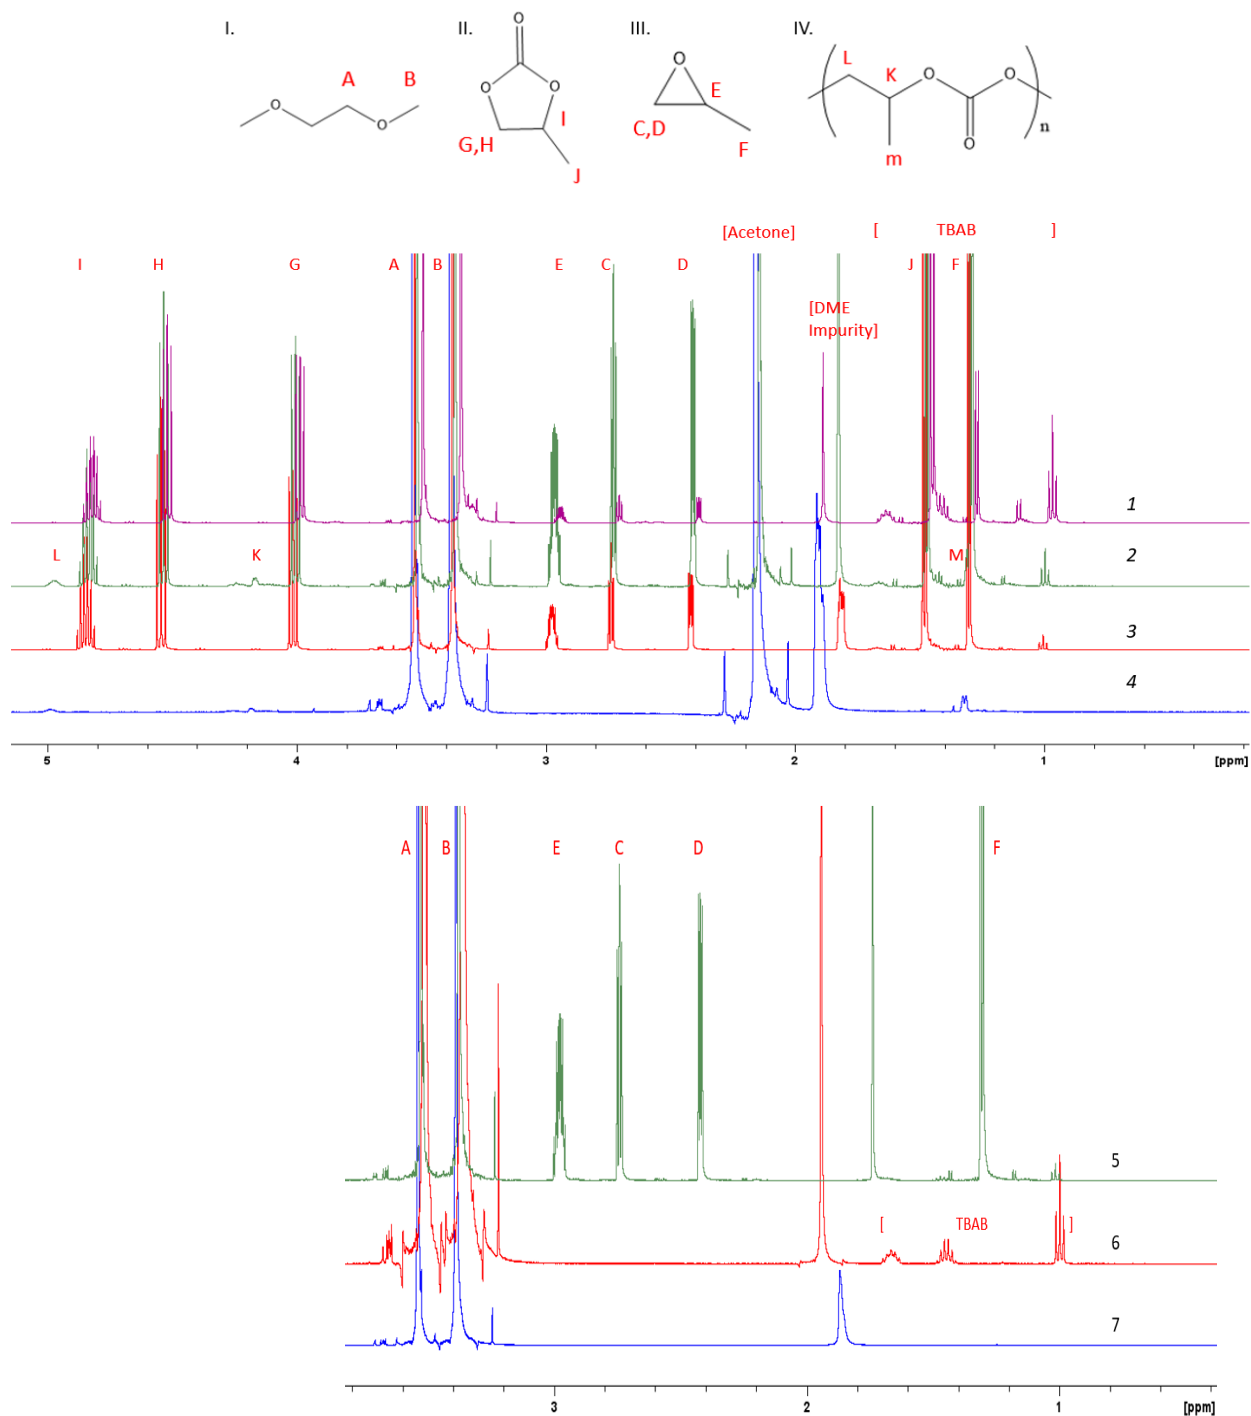 I. II. III. IV.
O O L K O O
A B
O O E O
I
O C,D F O n
G,H J m
[Acetone] [ TBAB ]
I H G A B E C D J F
[DME
Impurity]
1
L K M 2
3
4
5 4 3 2 1 [ppm]
A B E C D F
5
[ TBAB ]
6
7
3 2 1 [ppm]